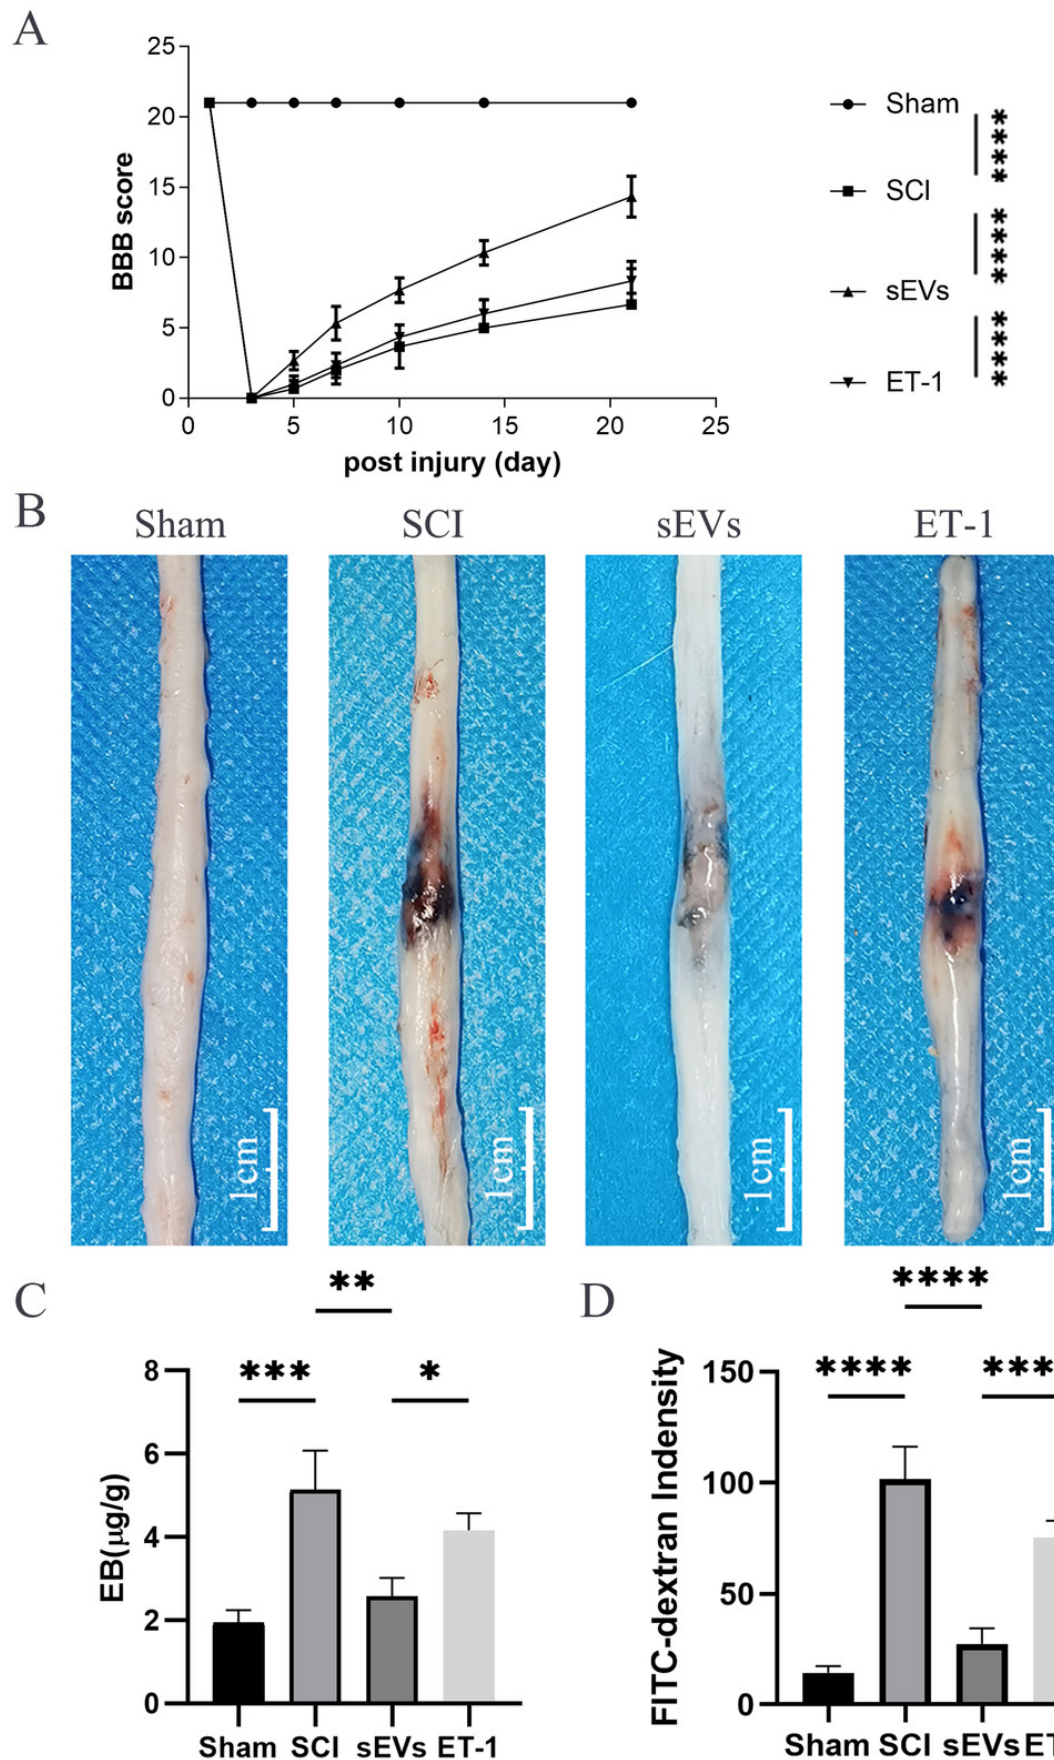 A
25
20
15
10
5
0
BBB score
0 5 10 15 20 25
post injury (day)
Sham
SCI
sEVs
ET-1
****
****
****
B
Sham SCI sEVs ET-1
1cm 1cm 1cm 1cm
C
**
*** *
8
6
4
2
0
EB(μg/g)
Sham SCI sEVs ET-1
D
****
**** ***
150
100
50
0
FITC-dextran Indensity
Sham SCI sEVs ET